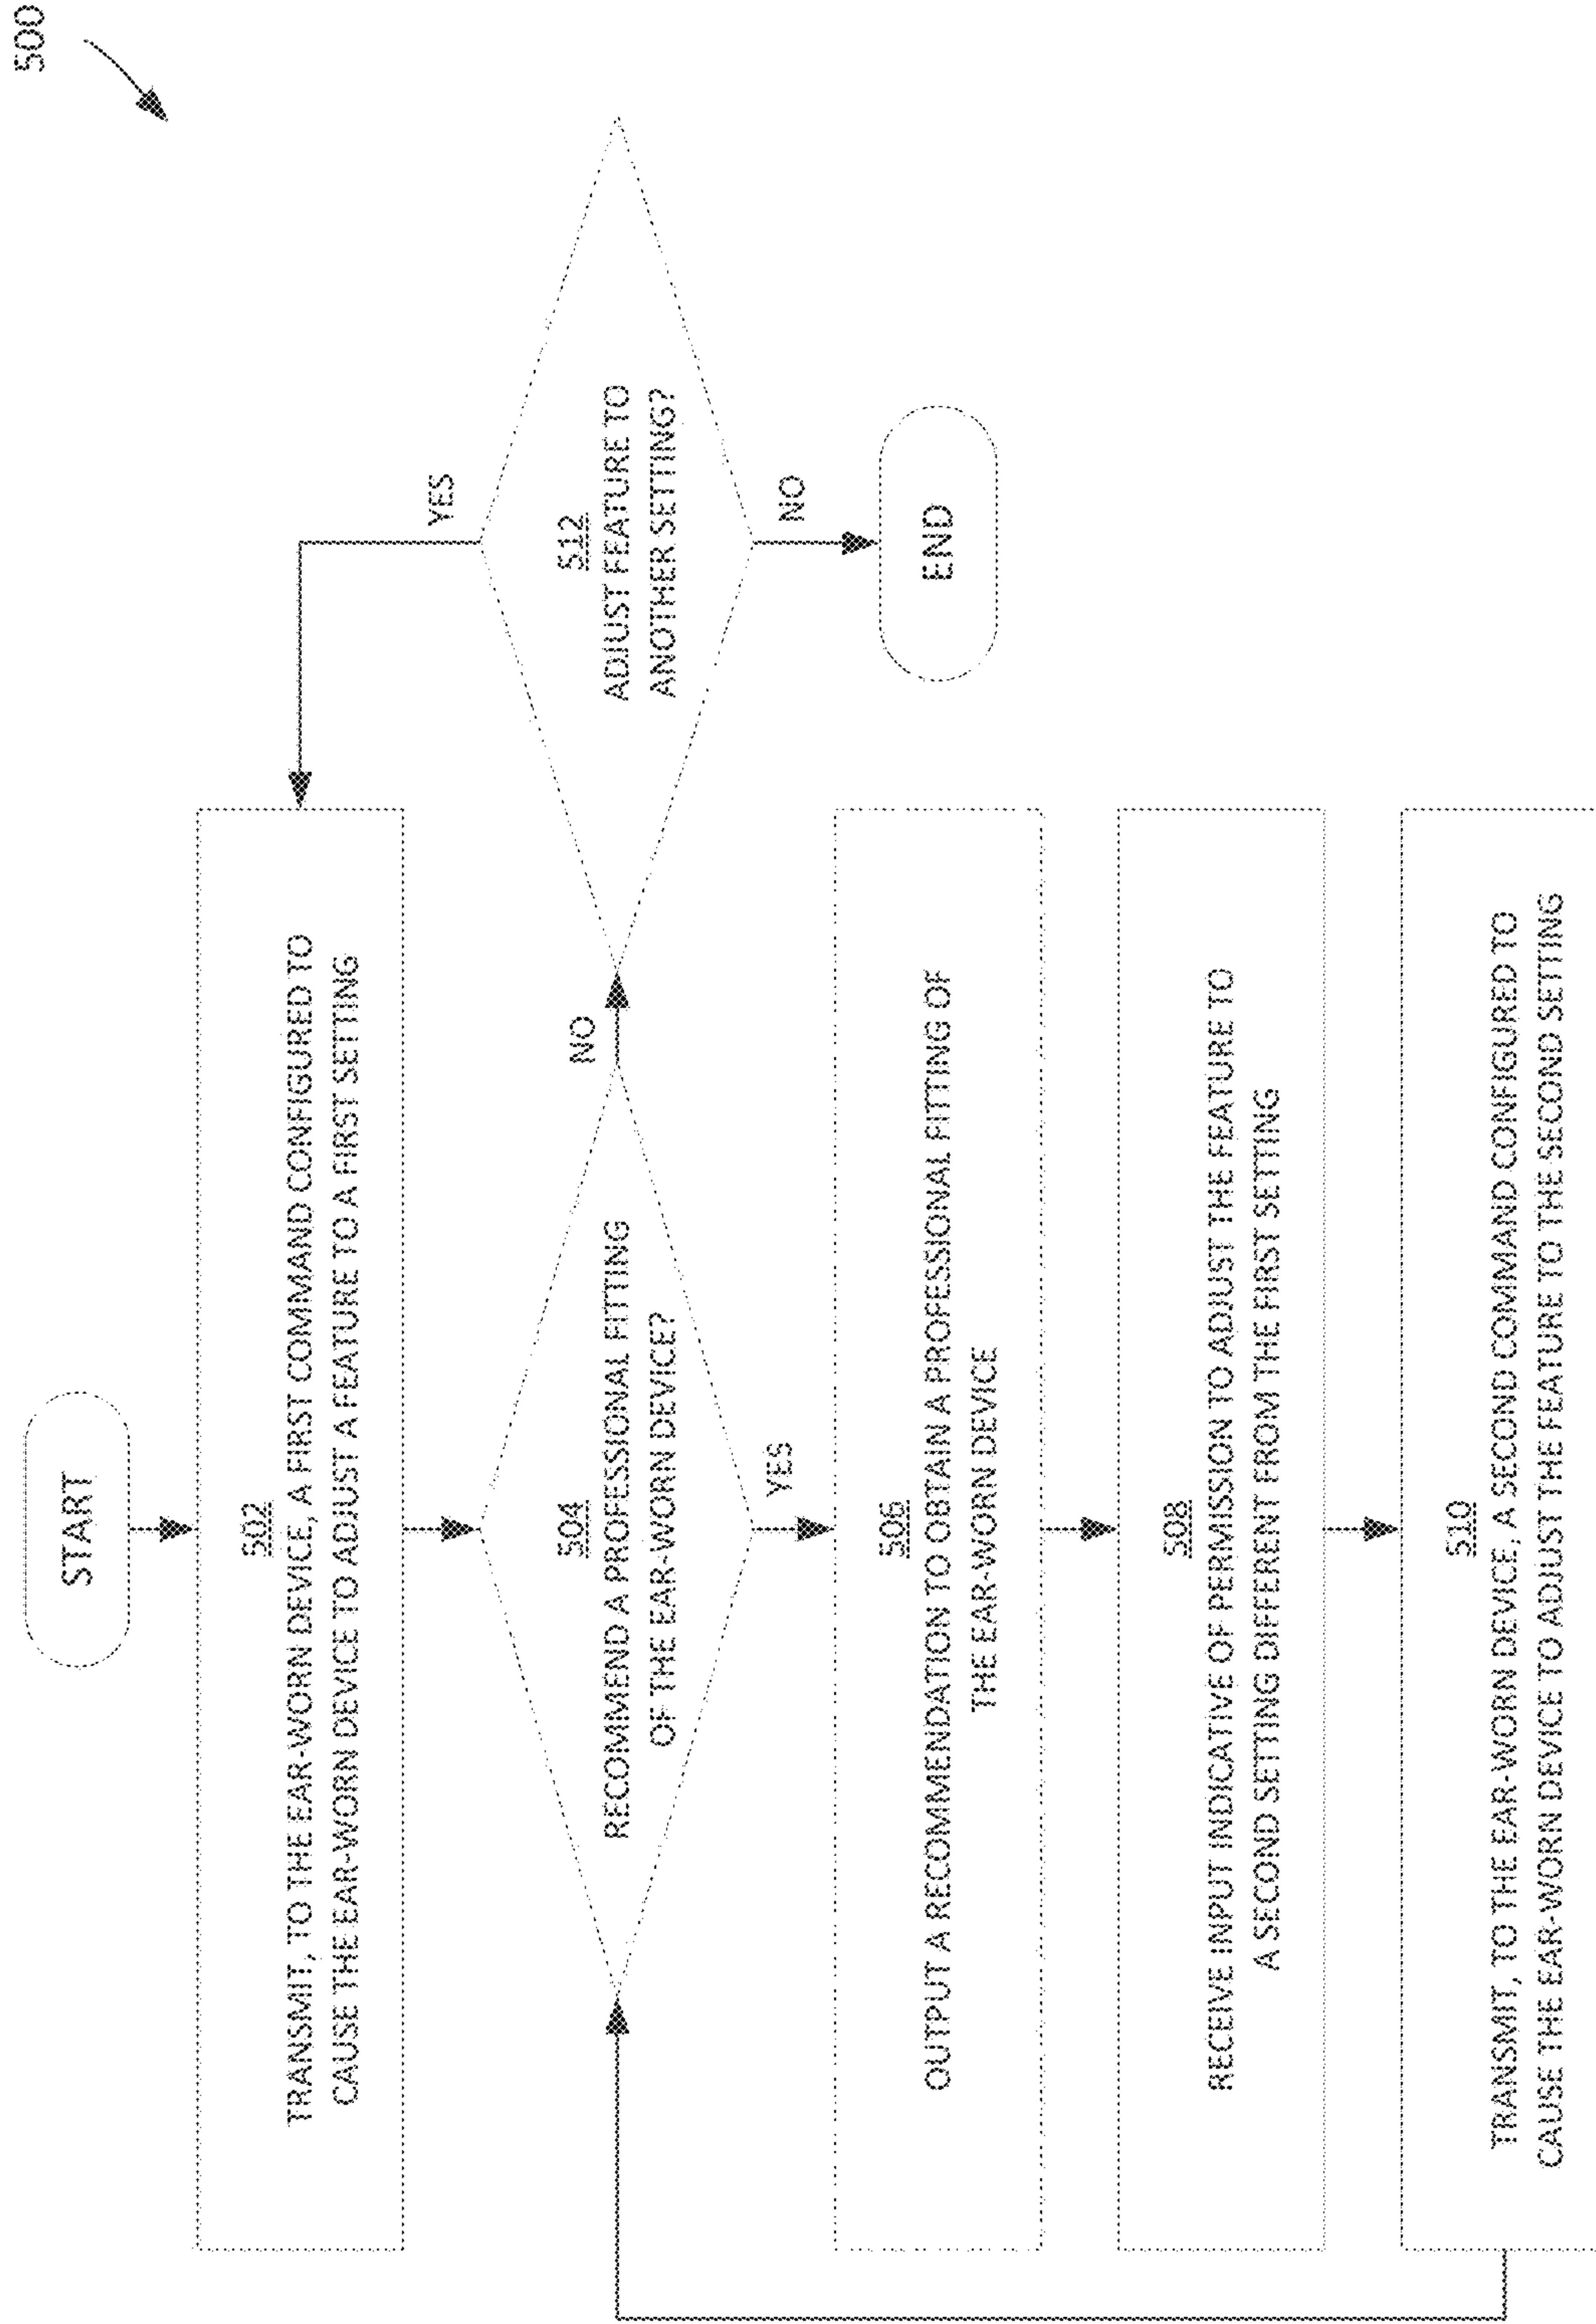 500
START
502
TRANSMIT, TO THE EAR-WORN DEVICE, A FIRST COMMAND CONFIGURED TO
CAUSE THE EAR-WORN DEVICE TO ADJUST A FEATURE TO A FIRST SETTING
504
RECOMMEND A PROFESSIONAL FITTING
OF THE EAR-WORN DEVICE?
NO
YES
512
ADJUST FEATURE TO
ANOTHER SETTING?
YES
NO
END
506
OUTPUT A RECOMMENDATION TO OBTAIN A PROFESSIONAL FITTING OF
THE EAR-WORN DEVICE
508
RECEIVE INPUT INDICATIVE OF PERMISSION TO ADJUST THE FEATURE TO
A SECOND SETTING DIFFERENT FROM THE FIRST SETTING
510
TRANSMIT, TO THE EAR-WORN DEVICE, A SECOND COMMAND CONFIGURED TO
CAUSE THE EAR-WORN DEVICE TO ADJUST THE FEATURE TO THE SECOND SETTING